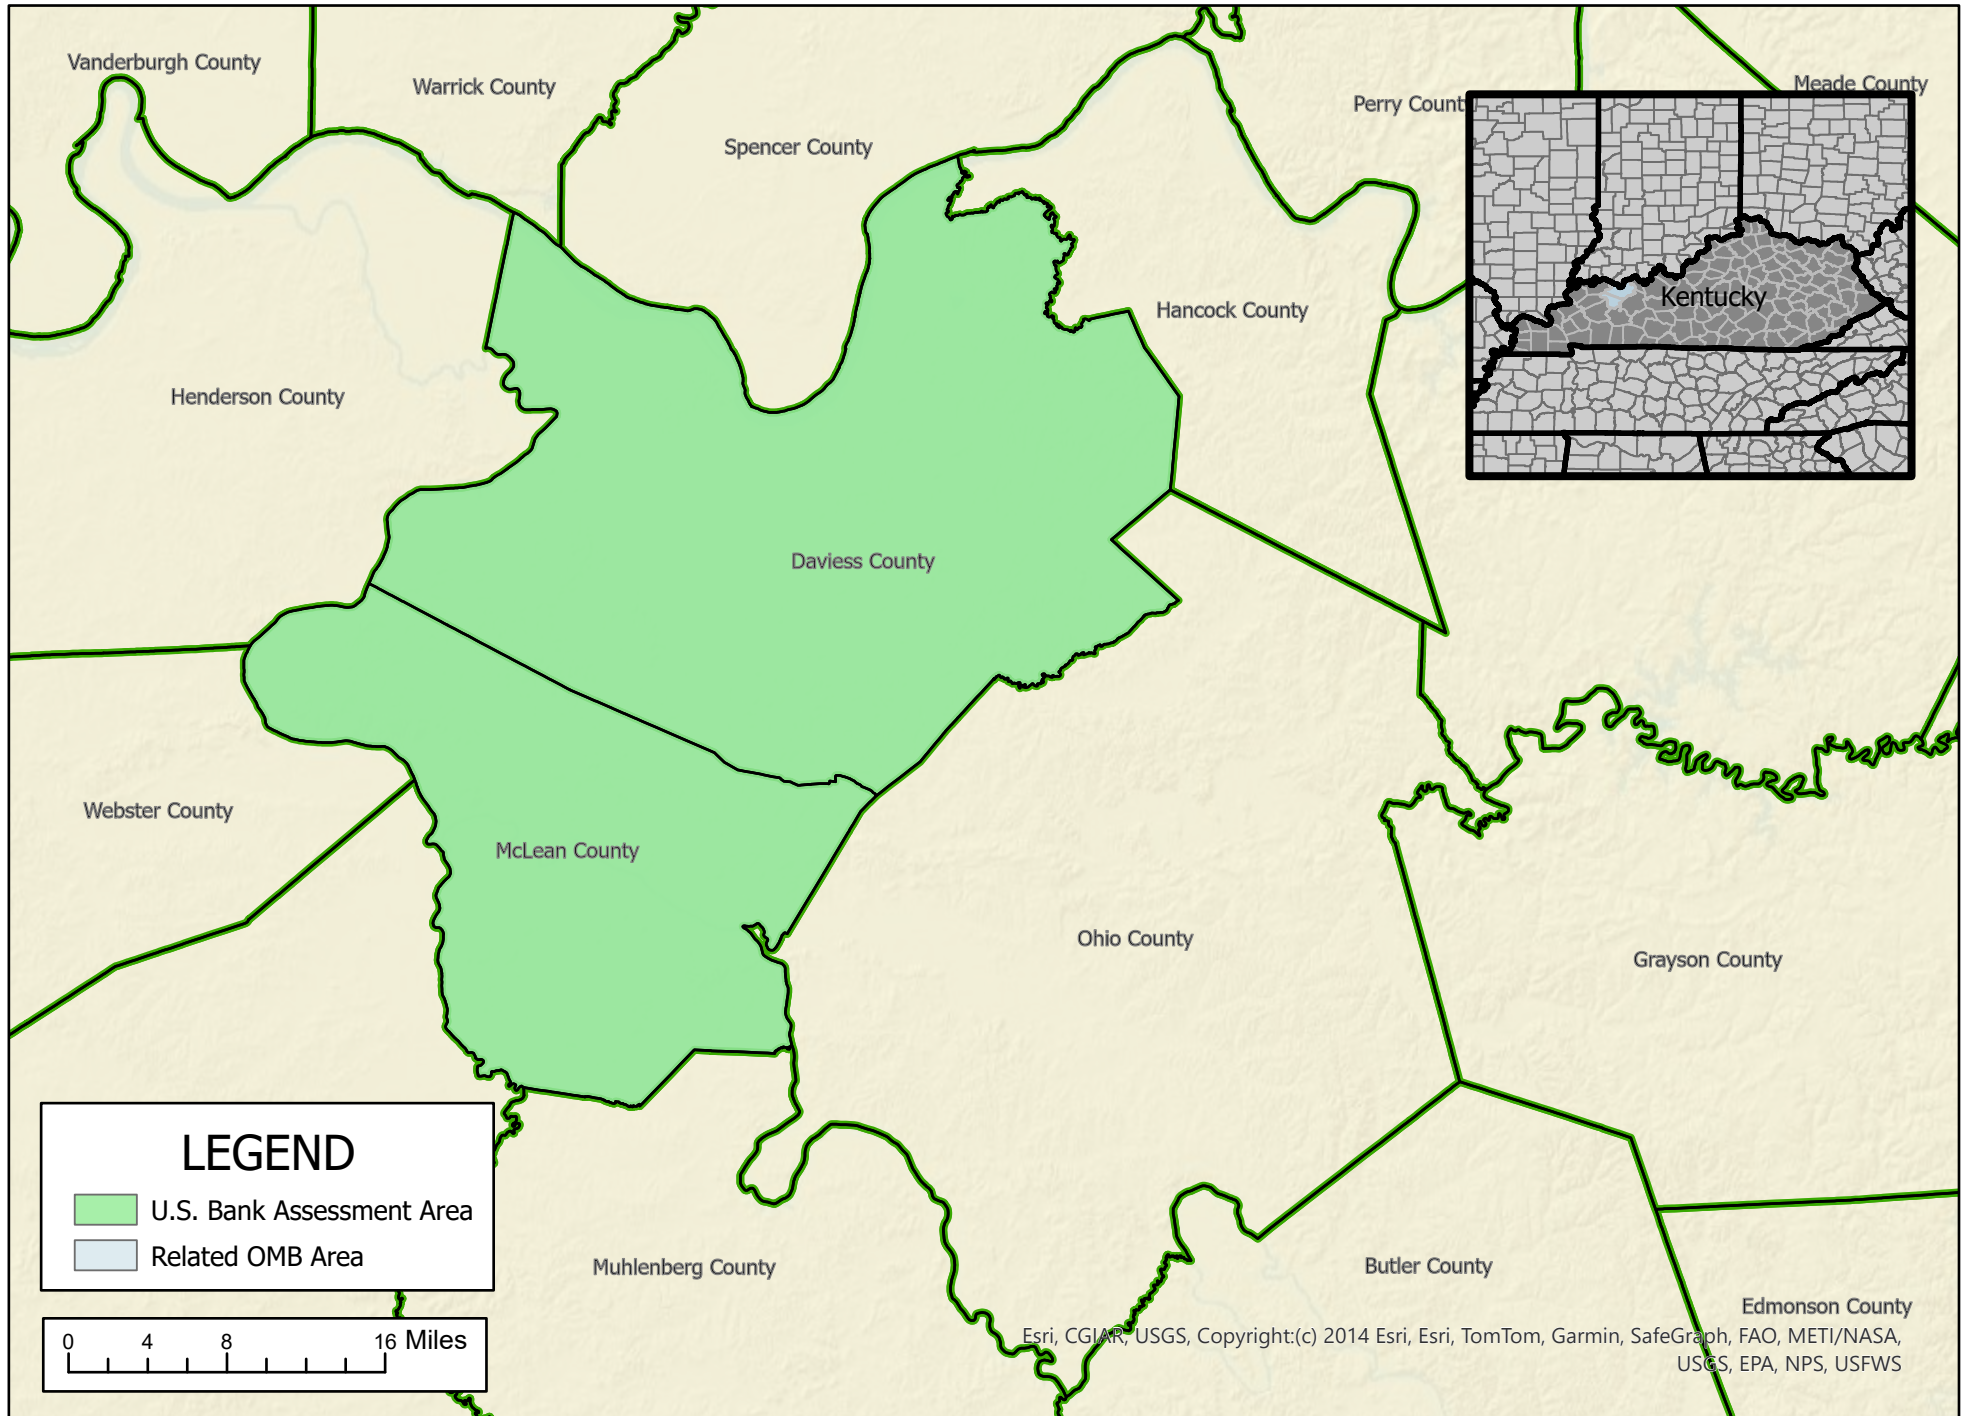 Vanderburgh County
Warrick County
Spencer County
Perry Count
Meade County
Kentucky
Hancock County
Henderson County
Daviess County
Webster County
McLean County
Ohio County
Grayson County
LEGEND
U.S. Bank Assessment Area
Related OMB Area
Muhlenberg County
Butler County
Edmonson County
0 4 8 16 Miles
Esri, CGIAR, USGS, Copyright:(c) 2014 Esri, Esri, TomTom, Garmin, SafeGraph, FAO, METI/NASA,
USGS, EPA, NPS, USFWS